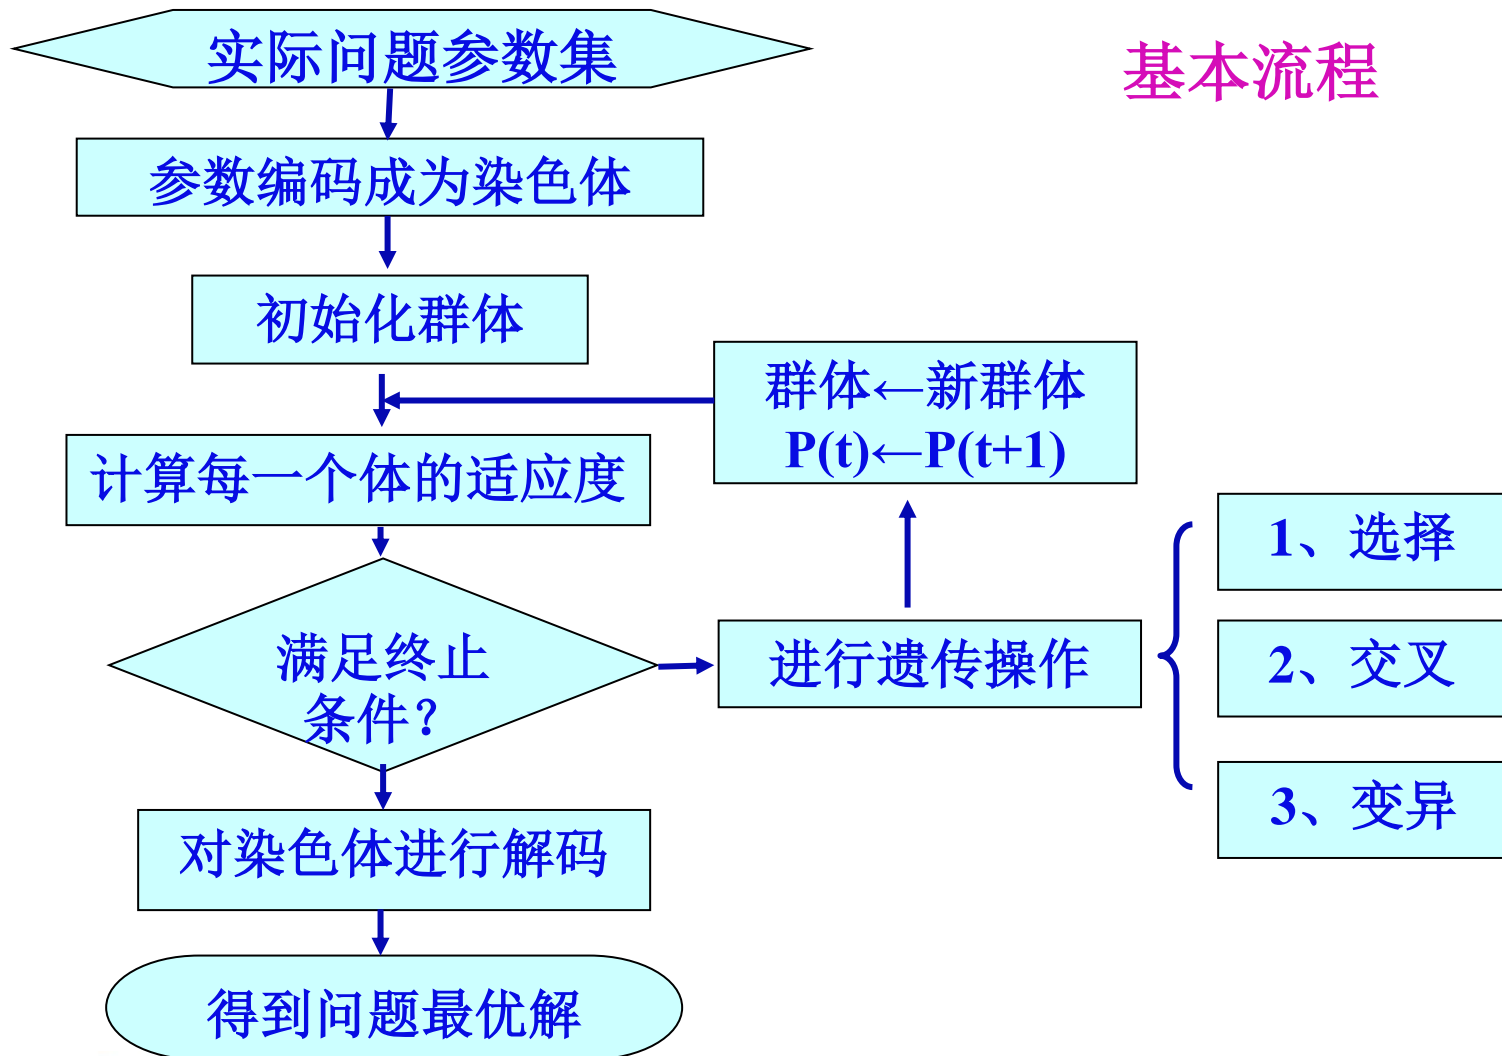 实际问题参数集
基本流程
参数编码成为染色体
初始化群体
群体←新群体
P(t)←P(t+1)
计算每一个体的适应度
满足终止
条件？
进行遗传操作
1、选择
2、交叉
3、变异
对染色体进行解码
得到问题最优解